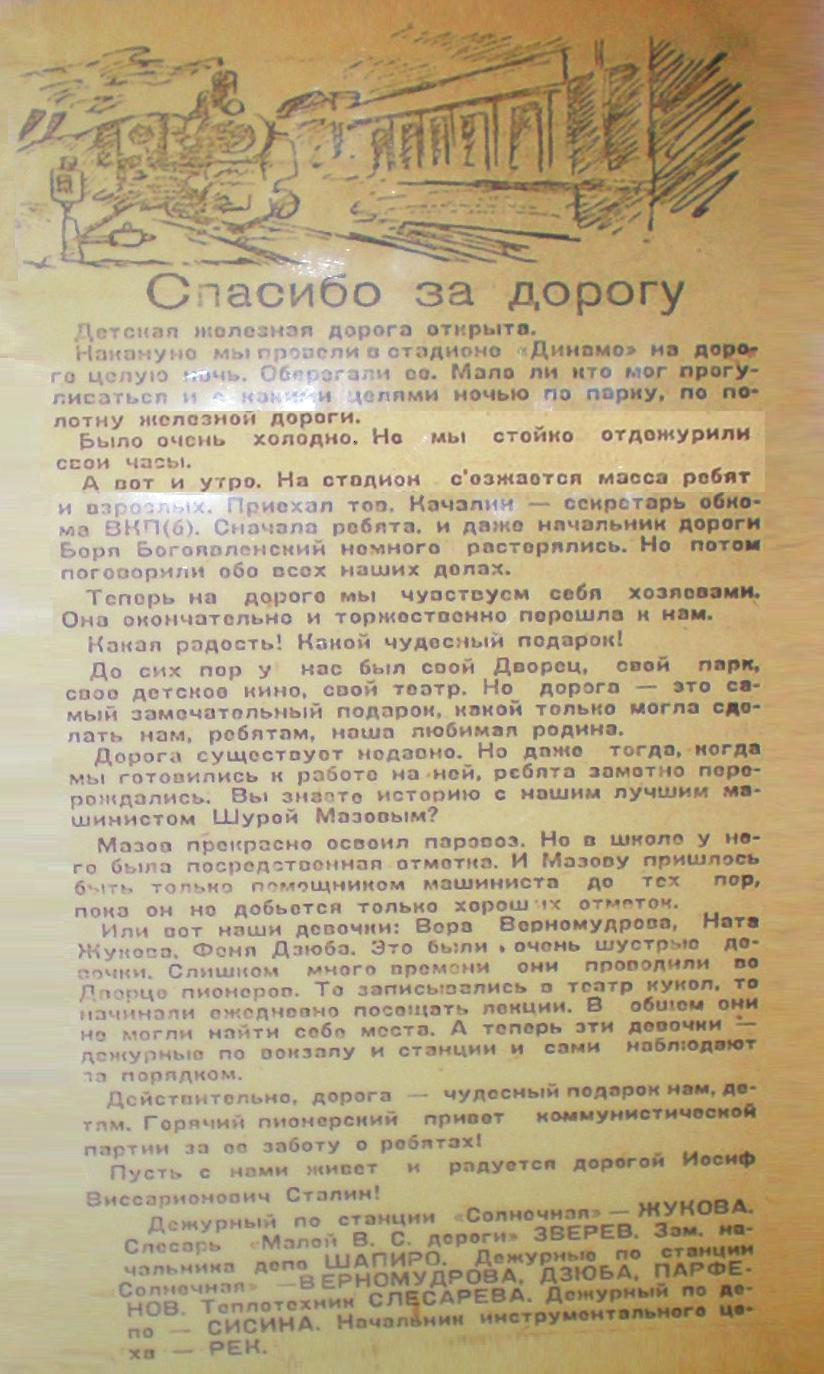 Спасибо за дорогу
Детская железная дорога открыта.
Накануне мы провели в стадионе «Динамо» на доро-
ге целую ночь. Оберегали ее. Мало ли кто мог прогу-
ливаться и с какими целями ночью по парку, по по-
лотну железной дороги.
Было очень холодно. Но мы стойко отдежурили
свои часы.
А вот и утро. На стадион с'езжается масса ребят
и взрослых. Приехал тов. Качалин — секретарь обко-
ма ВКП(б). Сначала ребята, и даже начальник дороги
Боря Богоявленский немного растерялись. Но потом
поговорили обо всех наших делах.
Теперь на дороге мы чувствуем себя хозяевами.
Она окончательно и торжественно перешла к нам.
Какая радость! Какой чудесный подарок!
До сих пор у нас был свой Дворец, свой парк,
свое детское кино, свой театр. Но дорога — это са-
мый замечательный подарок, какой только могла сде-
лать нам, ребятам, наша любимая родина.
Дорога существует недавно. Но даже тогда, когда
мы готовились к работе на ней, ребята заметно пере-
рождались. Вы знаете историю с нашим лучшим ма-
шинистом Шурой Мазовым?
Мазов прекрасно освоил паровоз. Но в школе у не-
го была посредственная отметка. И Мазову пришлось
быть только помощником машиниста до тех пор,
пока он не добьется только хороших отметок.
Или вот наши девочки: Вера Верномудрова, Ната
Жукова, Феня Дзюба. Это были очень шустрые де-
вочки. Слишком много времени они проводили во
Дворце пионеров. То записывались в театр кукол, то
начинали ежедневно посещать лекции. В общем они
не могли найти себе места. А теперь эти девочки —
дежурные по вокзалу и станции и сами наблюдают
за порядком.
Действительно, дорога — чудесный подарок нам, де-
тям. Горячий пионерский привет коммунистической
партии за ее заботу о ребятах!
Пусть с нами живет и радуется дорогой Иосиф
Виссарионович Сталин!
Дежурный по станции «Солнечная» — ЖУКОВА.
Слесарь «Малой В. С. дороги» ЗВЕРЕВ. Зам. на-
чальника депо ШАПИРО. Дежурные по станции
Солнечная» — ВЕРНОМУДРОВА, ДЗЮБА, ПАРФЕ-
НОВ. Теплотехник СЛЕСАРЕВА. Дежурный по де-
по — СИСИНА. Начальник инструментального це-
ха — РЕК.